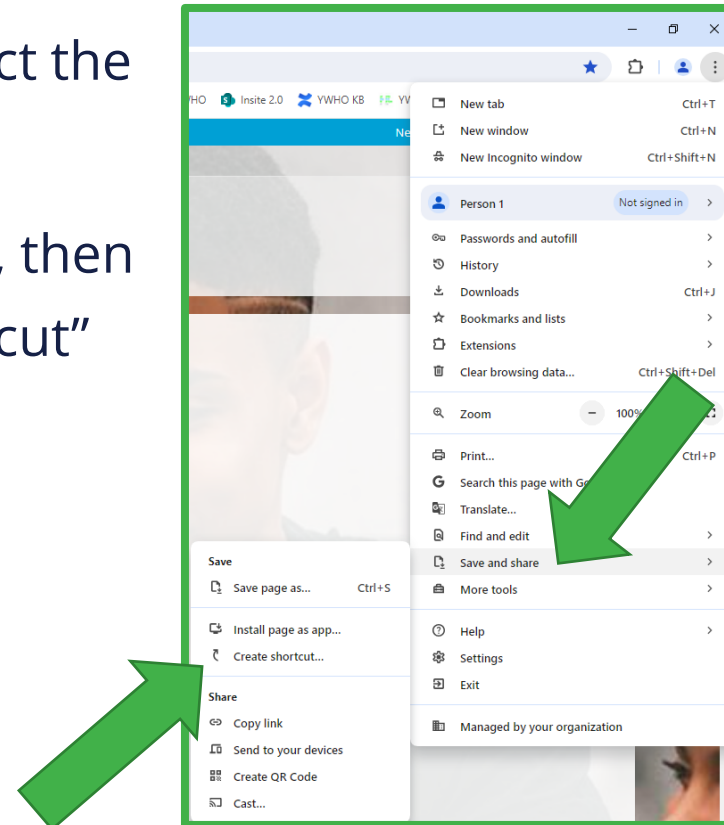 ct the
, then
cut”
HO Insite 2.0 YWHO KB YW
Ne
New tab Ctrl+T
New window Ctrl+N
New Incognito window Ctrl+Shift+N
Person 1 Not signed in
Passwords and autofill
History
Downloads Ctrl+J
Bookmarks and lists
Extensions
Clear browsing data... Ctrl+Shift+Del
Zoom − 100%
Print... Ctrl+P
Search this page with Go
Translate...
Find and edit
Save and share
More tools
Help
Settings
Exit
Managed by your organization
Save
Save page as... Ctrl+S
Install page as app...
Create shortcut...
Share
Copy link
Send to your devices
Create QR Code
Cast...